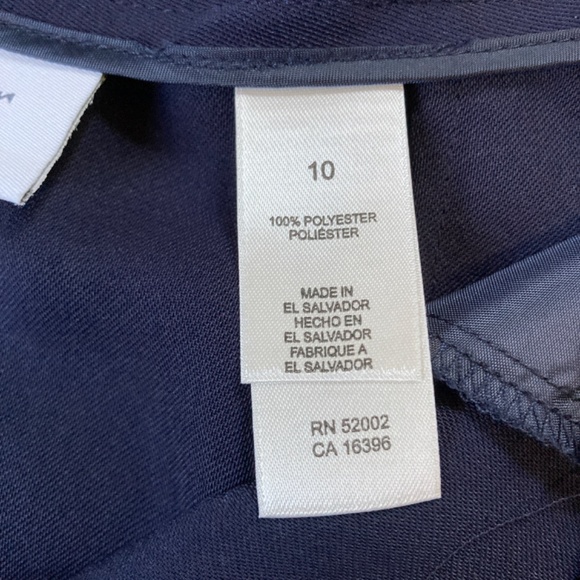 10
100% POLYESTER
POLIÉSTER
MADE IN
EL SALVADOR
HECHO EN
EL SALVADOR
FABRIQUE A
EL SALVADOR
RN 52002
CA 16396